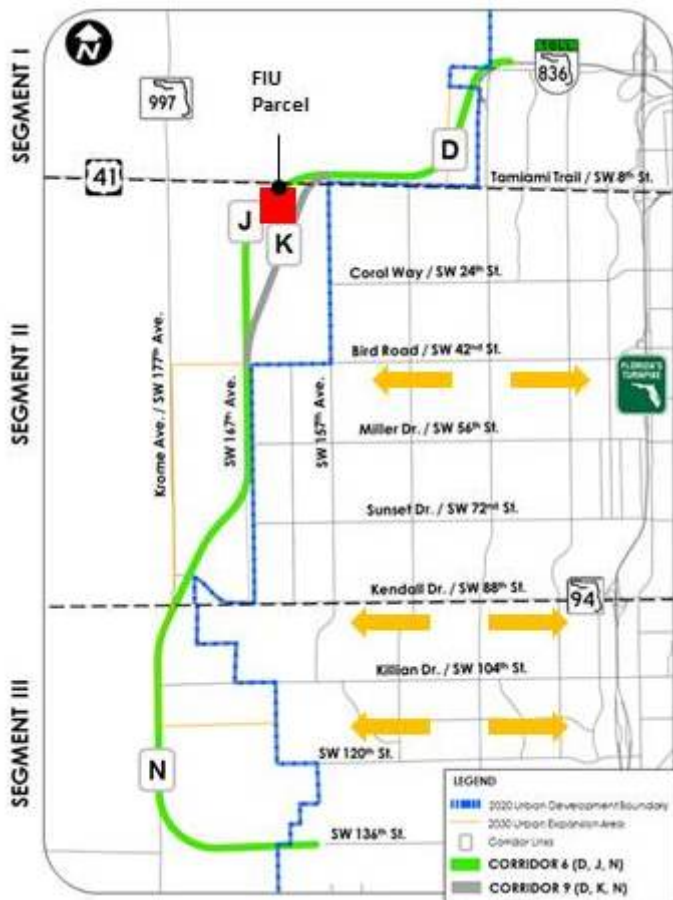 SEGMENT I
SEGMENT II
SEGMENT III
N
997
FIU
Parcel
TOLL
836
D
41
Tamiami Trail / SW 8th St.
J
K
Coral Way / SW 24th St.
Bird Road / SW 42nd St.
FLORIDA'S
TURNPIKE
Krome Ave. / SW 177th Ave.
SW 167th Ave.
SW 157th Ave.
Miller Dr. / SW 56th St.
Sunset Dr. / SW 72nd St.
Kendall Dr. / SW 88th St.
94
Killian Dr. / SW 104th St.
N
SW 120th St.
SW 136th St.
LEGEND
2020 Urban Development Boundary
2030 Urban Expansion Area
Corridor Links
CORRIDOR 6 (D, J, N)
CORRIDOR 9 (D, K, N)